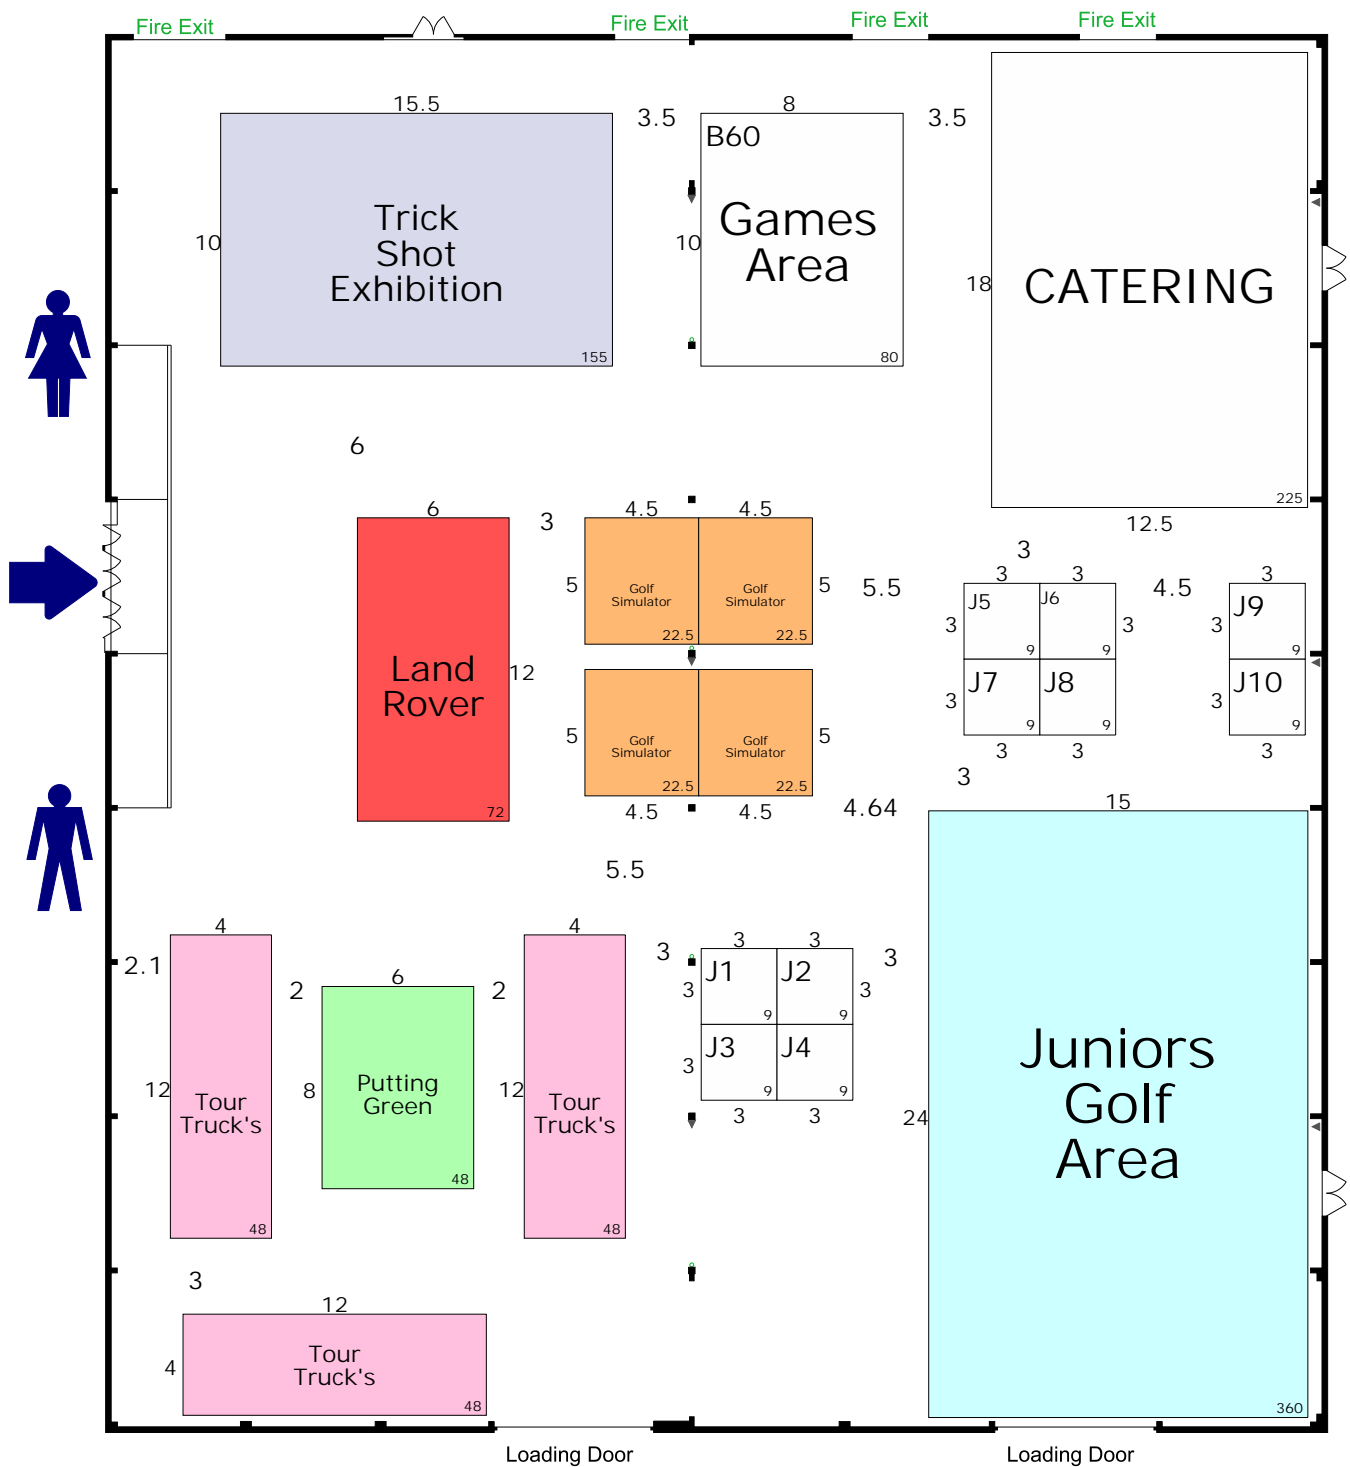 Fire Exit
Fire Exit
Fire Exit
Fire Exit
15.5
3.5
8
3.5
B60
Trick
Shot
Exhibition
10
155
10
Games
Area
80
18
CATERING
225
12.5
6
6
3
4.5
4.5
5
Golf
Simulator
22.5
Golf
Simulator
22.5
5
5.5
3
3
3
4.5
3
3
J5
9
J6
9
3
3
J9
9
Land
Rover
12
72
3
J7
9
J8
9
3
J10
9
3
3
3
5
Golf
Simulator
22.5
Golf
Simulator
22.5
5
4.5
4.5
4.64
3
15
5.5
4
4
2.1
2
6
2
3
3
3
3
3
J1
9
J2
9
3
3
J3
9
J4
9
3
3
12
Tour
Truck's
48
8
Putting
Green
48
12
Tour
Truck's
48
24
Juniors
Golf
Area
360
3
12
4
Tour
Truck's
48
Loading Door
Loading Door